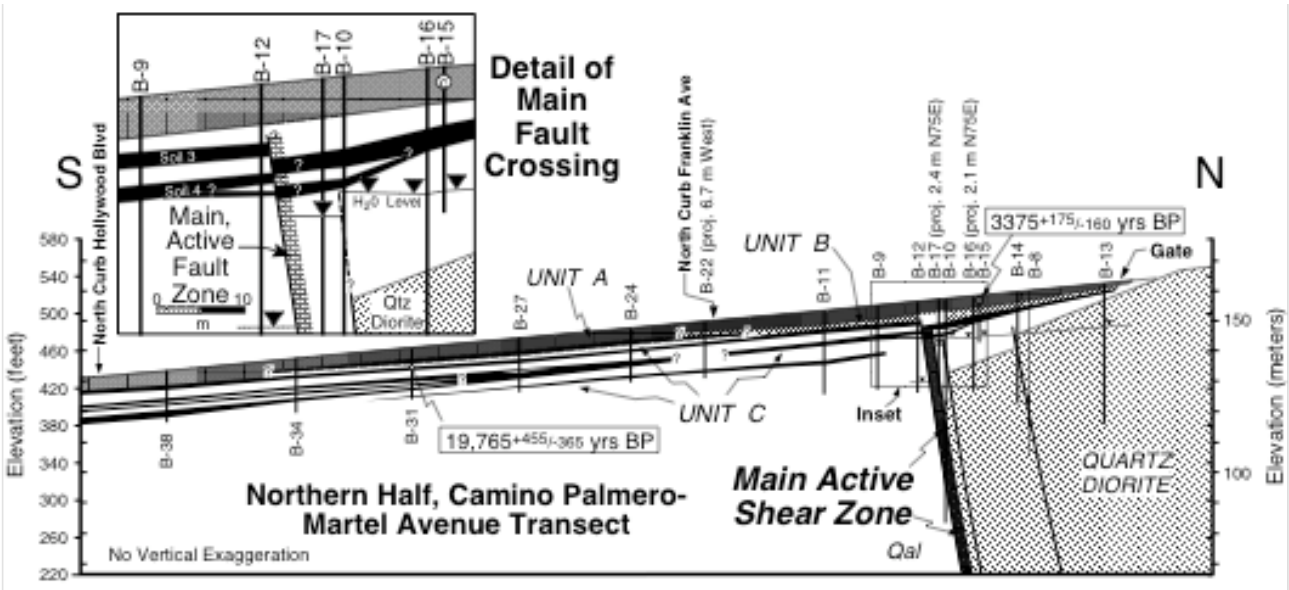 B-9
B-12
B-17
B-10
B-16
B-15
Detail of
Main
Fault
Crossing
Soil 3
?
?
Soil 4 ?
?
H20 Level
Main,
Active
Fault
Zone
0 10
m
?
Qtz
Diorite
S
N
North Curb Hollywood Blvd
North Curb Franklin Ave
B-22 (proj. 6.7 m West)
B-17 (proj. 2.4 m N75E)
B-16 (proj. 2.1 m N75E)
3375+175/-160 yrs BP
Gate
UNIT A
UNIT B
UNIT C
B-38
B-34
B-31
B-27
B-24
B-11
B-9
B-12
B-10
B-15
B-14
B-13
?
?
Inset
19,765+455/-365 yrs BP
Northern Half, Camino Palmero-
Martel Avenue Transect
Main Active
Shear Zone
Qal
QUARTZ
DIORITE
No Vertical Exaggeration
Elevation (feet)
580
540
500
460
420
380
340
300
260
220
Elevation (meters)
150
100